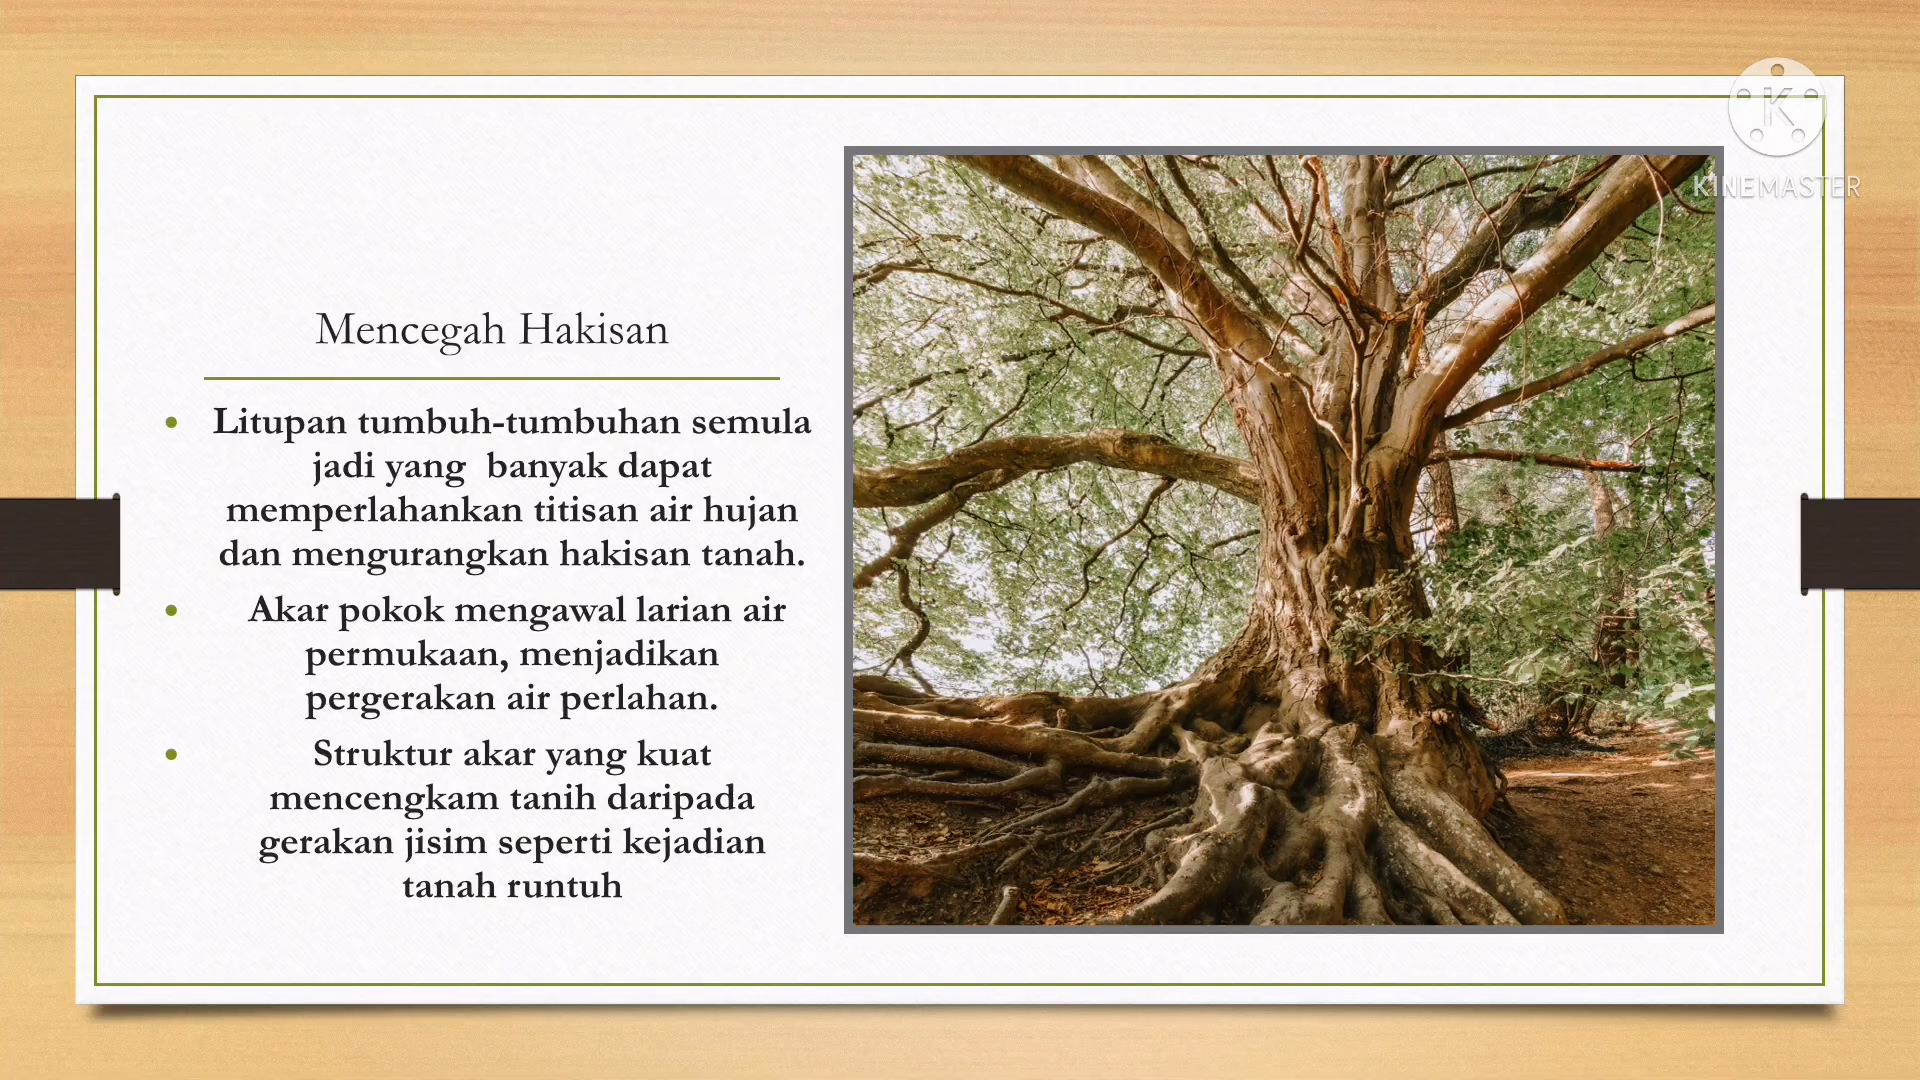 Mencegah Hakisan
Litupan tumbuh-tumbuhan semula
jadi yang  banyak dapat
memperlahankan titisan air hujan
dan mengurangkan hakisan tanah.
Akar pokok mengawal larian air
permukaan, menjadikan
pergerakan air perlahan.
Struktur akar yang kuat
mencengkam tanih daripada
gerakan jisim seperti kejadian
tanah runtuh
K
KINEMASTER